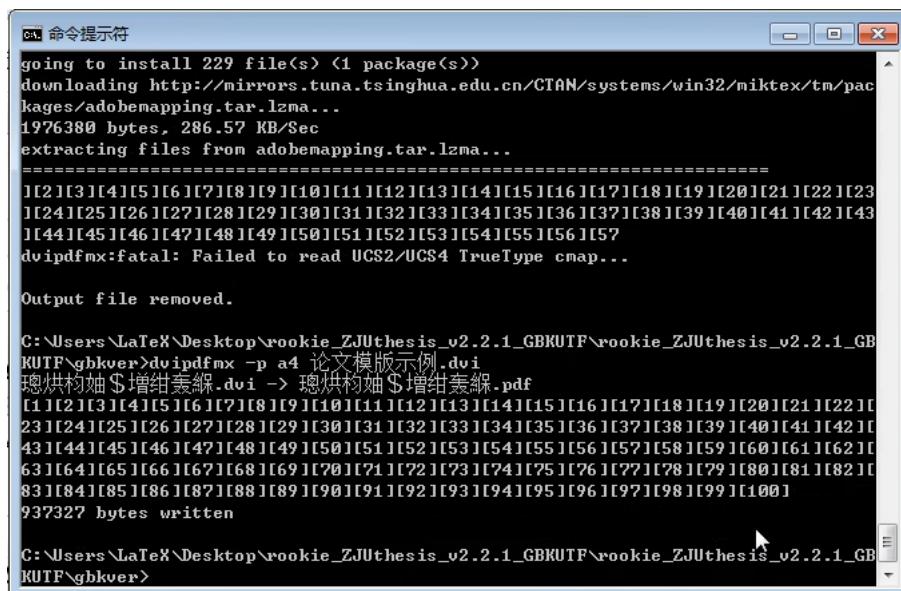 命令提示符
going to install 229 file(s) (1 package(s))
downloading http://mirrors.tuna.tsinghua.edu.cn/CTAN/systems/win32/miktex/tm/pac
kages/adobemapping.tar.lzma...
1976380 bytes, 286.57 KB/Sec
extracting files from adobemapping.tar.lzma...
======================================================================
][2][3][4][5][6][7][8][9][10][11][12][13][14][15][16][17][18][19][20][21][22][23
][24][25][26][27][28][29][30][31][32][33][34][35][36][37][38][39][40][41][42][43
][44][45][46][47][48][49][50][51][52][53][54][55][56][57
dvipdfmx:fatal: Failed to read UCS2/UCS4 TrueType cmap...
Output file removed.
C:\Users\LaTeX\Desktop\rookie_ZJUthesis_v2.2.1_GBKUTF\rookie_ZJUthesis_v2.2.1_GB
KUTF\gbkver>dvipdfmx -p a4 论文模版示例.dvi
璁烘枃妯＄増绀轰緥.dvi -> 璁烘枃妯＄増绀轰緥.pdf
[1][2][3][4][5][6][7][8][9][10][11][12][13][14][15][16][17][18][19][20][21][22][
23][24][25][26][27][28][29][30][31][32][33][34][35][36][37][38][39][40][41][42][
43][44][45][46][47][48][49][50][51][52][53][54][55][56][57][58][59][60][61][62][
63][64][65][66][67][68][69][70][71][72][73][74][75][76][77][78][79][80][81][82][
83][84][85][86][87][88][89][90][91][92][93][94][95][96][97][98][99][100]
937327 bytes written
C:\Users\LaTeX\Desktop\rookie_ZJUthesis_v2.2.1_GBKUTF\rookie_ZJUthesis_v2.2.1_GB
KUTF\gbkver>